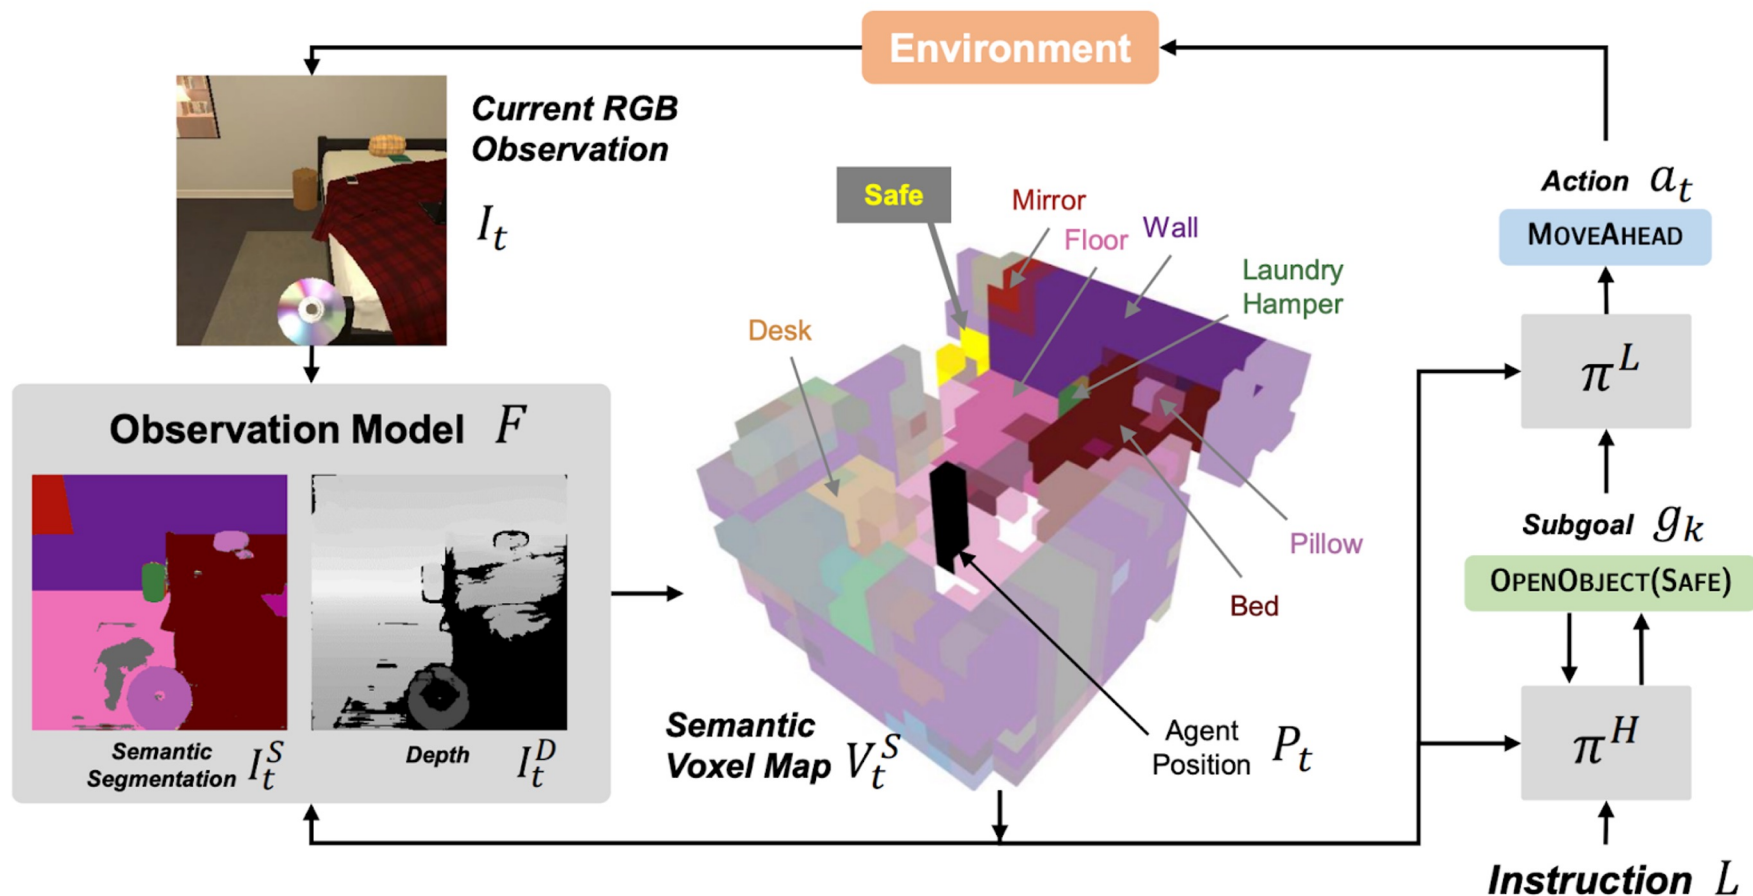 Environment
Current RGB
Observation
I_t
Safe
Mirror
Floor
Wall
Laundry
Hamper
Desk
Action a_t
MOVEAHEAD
π^L
Observation Model F
Subgoal g_k
Pillow
OPENOBJECT(SAFE)
Bed
Semantic
Segmentation I_t^S
Depth I_t^D
Semantic
Voxel Map V_t^S
Agent
Position P_t
π^H
Instruction L